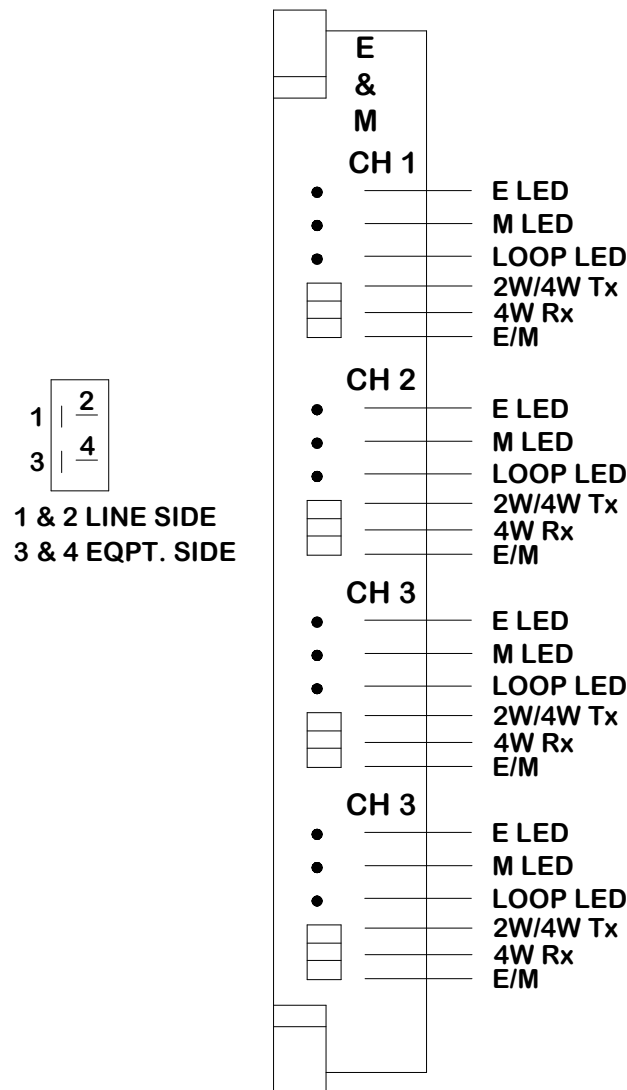 E
&
M
CH 1
E LED
M LED
LOOP LED
2W/4W Tx
4W Rx
E/M
CH 2
E LED
M LED
LOOP LED
2W/4W Tx
4W Rx
E/M
1 2
3 4
1 & 2 LINE SIDE
3 & 4 EQPT. SIDE
CH 3
E LED
M LED
LOOP LED
2W/4W Tx
4W Rx
E/M
CH 3
E LED
M LED
LOOP LED
2W/4W Tx
4W Rx
E/M